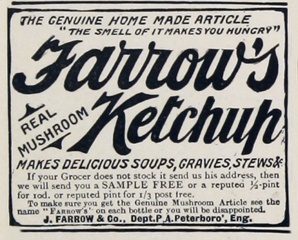 THE GENUINE HOME MADE ARTICLE
"THE SMELL OF IT MAKES YOU HUNGRY"
Farrow's
A REAL MUSHROOM
Ketchup
MAKES DELICIOUS SOUPS, GRAVIES, STEWS &c
If your Grocer does not stock it send us his address, then
we will send you a SAMPLE FREE or a reputed ½-pint
for 10d. or reputed pint for 1/3 post free.
To make sure you get the Genuine Mushroom Article see the
name "FARROW'S" on each bottle or you will be disappointed.
J. FARROW & Co., Dept. P.A. Peterboro', Eng.